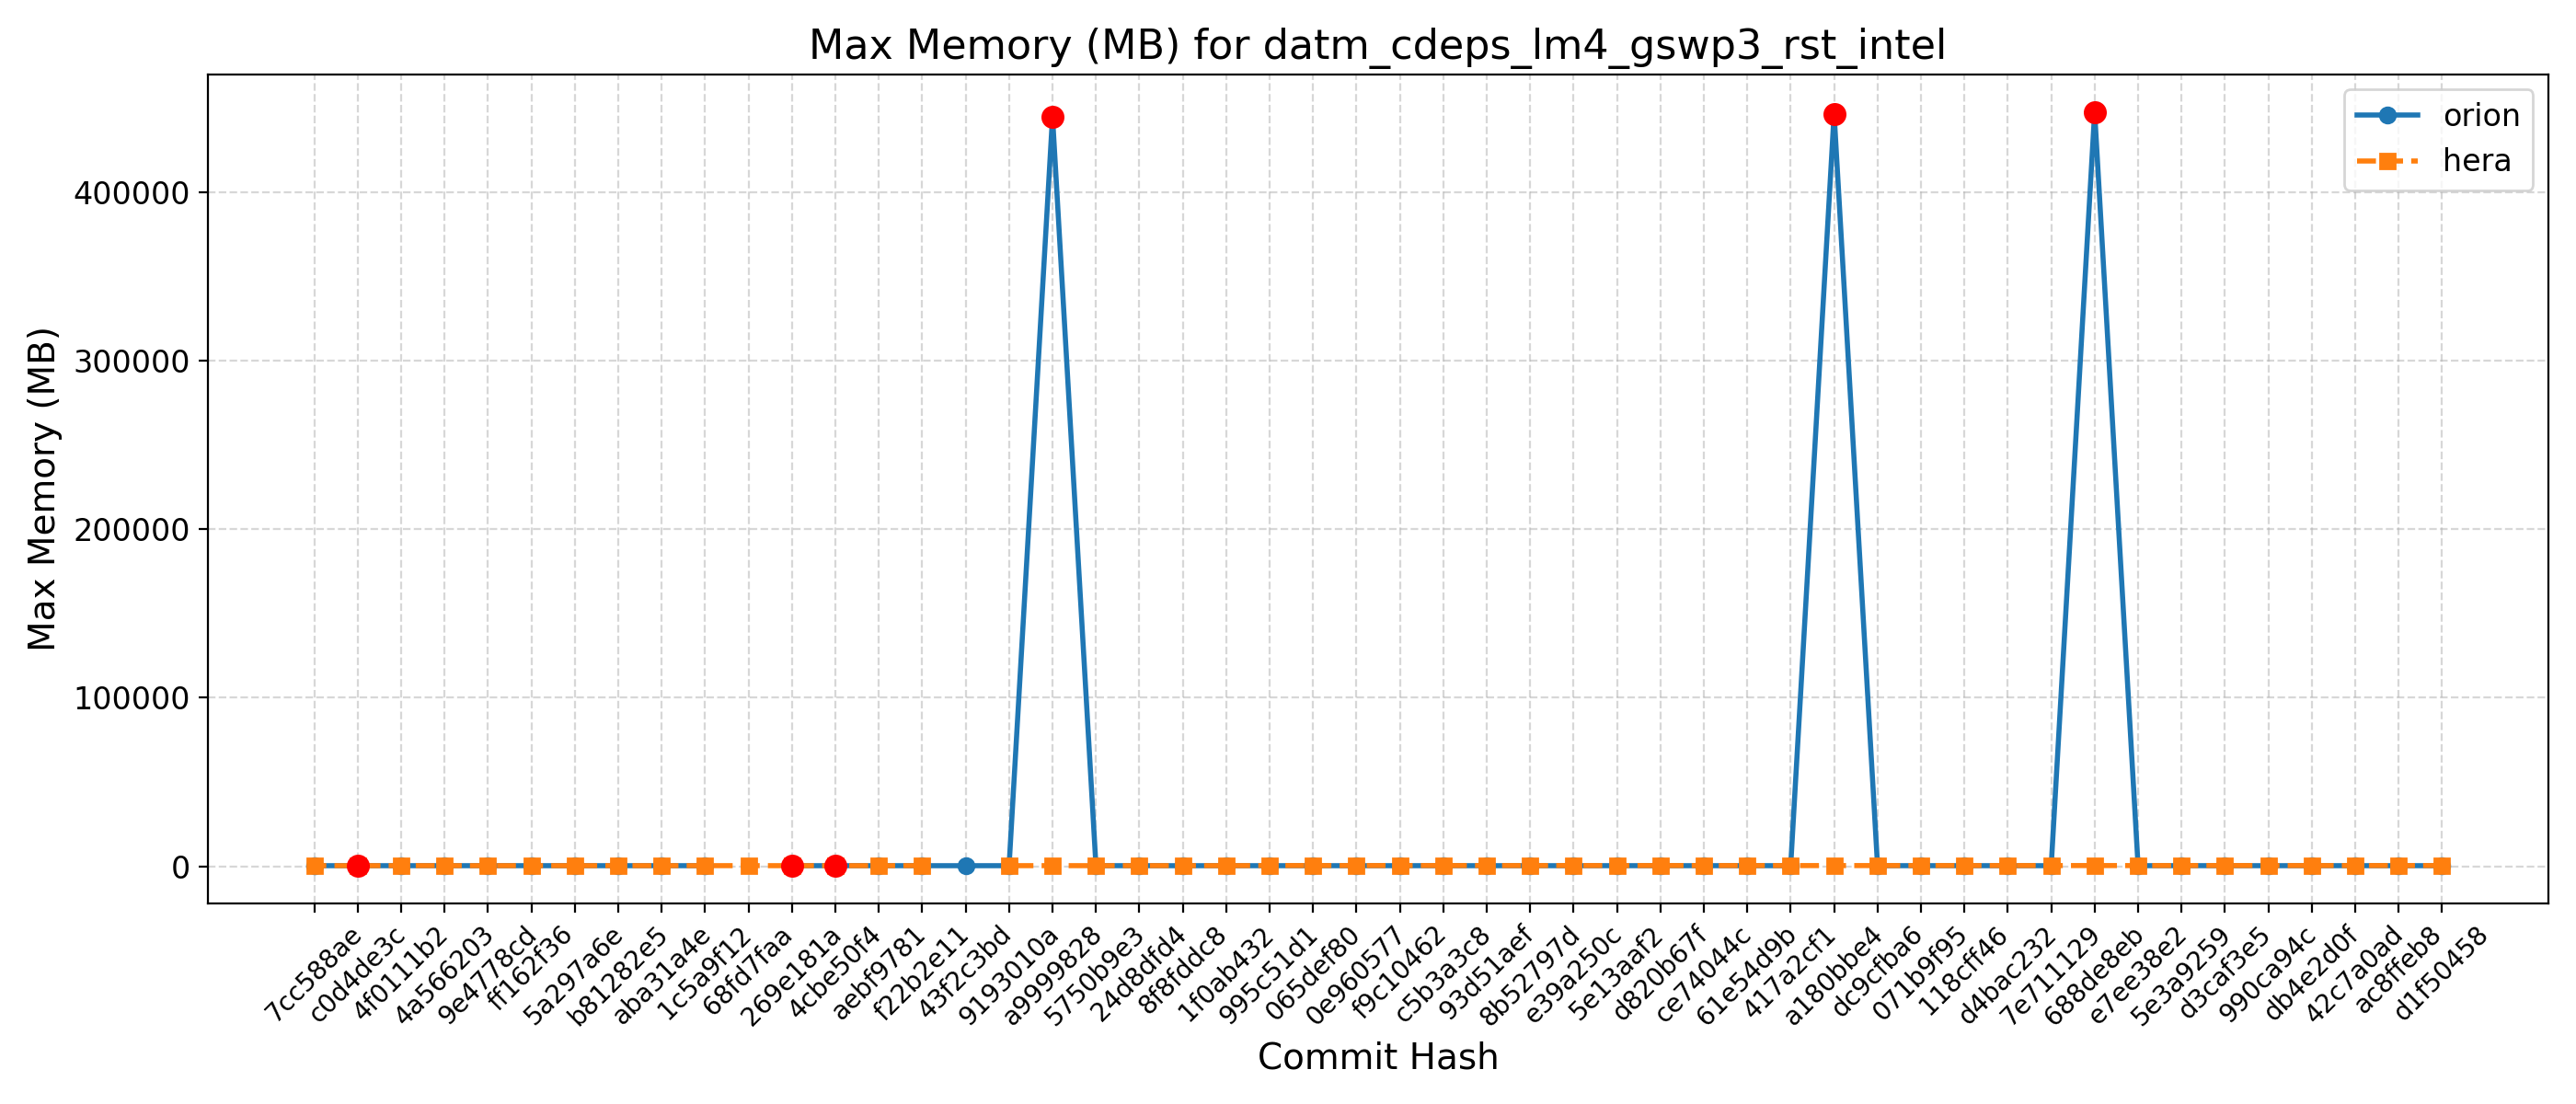 Max Memory (MB) for datm_cdeps_lm4_gswp3_rst_intel
orion
hera
Max Memory (MB)
400000
300000
200000
100000
0
7cc588ae
c0d4de3c
4f0111b2
4a566203
9e4778cd
ff162f36
5a297a6e
b81282e5
aba31a4e
1c5a9f12
68fd7faa
269e181a
4cbe50f4
aebf9781
f22b2e11
43f2c3bd
9193010a
a9999828
5750b9e3
24d8dfd4
8f8fddc8
1f0ab432
995c51d1
065def80
0e960577
f9c10462
c5b3a3c8
93d51aef
8b52797d
e39a250c
5e13aaf2
d820b67f
ce74044c
61e54d9b
417a2cf1
a180bbe4
dc9cfba6
071b9f95
118cff46
d4bac232
7e711129
688de8eb
e7ee38e2
5e3a9259
d3caf3e5
990ca94c
db4e2d0f
42c7a0ad
ac8ffeb8
d1f50458
Commit Hash